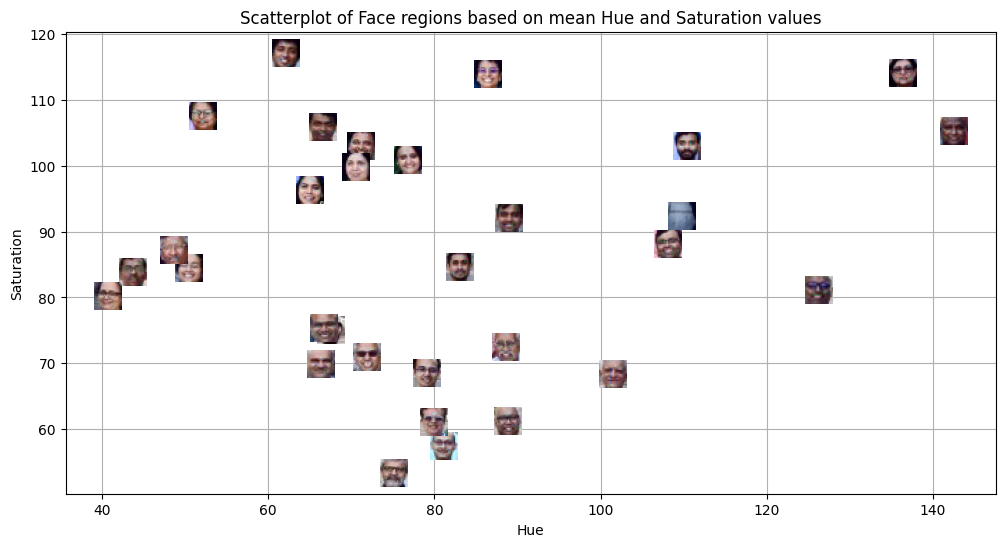 Scatterplot of Face regions based on mean Hue and Saturation values
120
110
100
90
80
70
60
Saturation
40 60 80 100 120 140
Hue